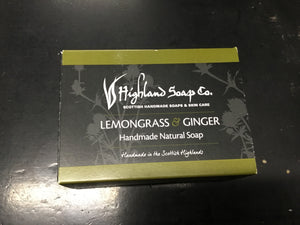 Highland Soap Co.
SCOTTISH HANDMADE SOAPS & SKIN CARE
LEMONGRASS & GINGER
Handmade Natural Soap
Handmade in the Scottish Highlands